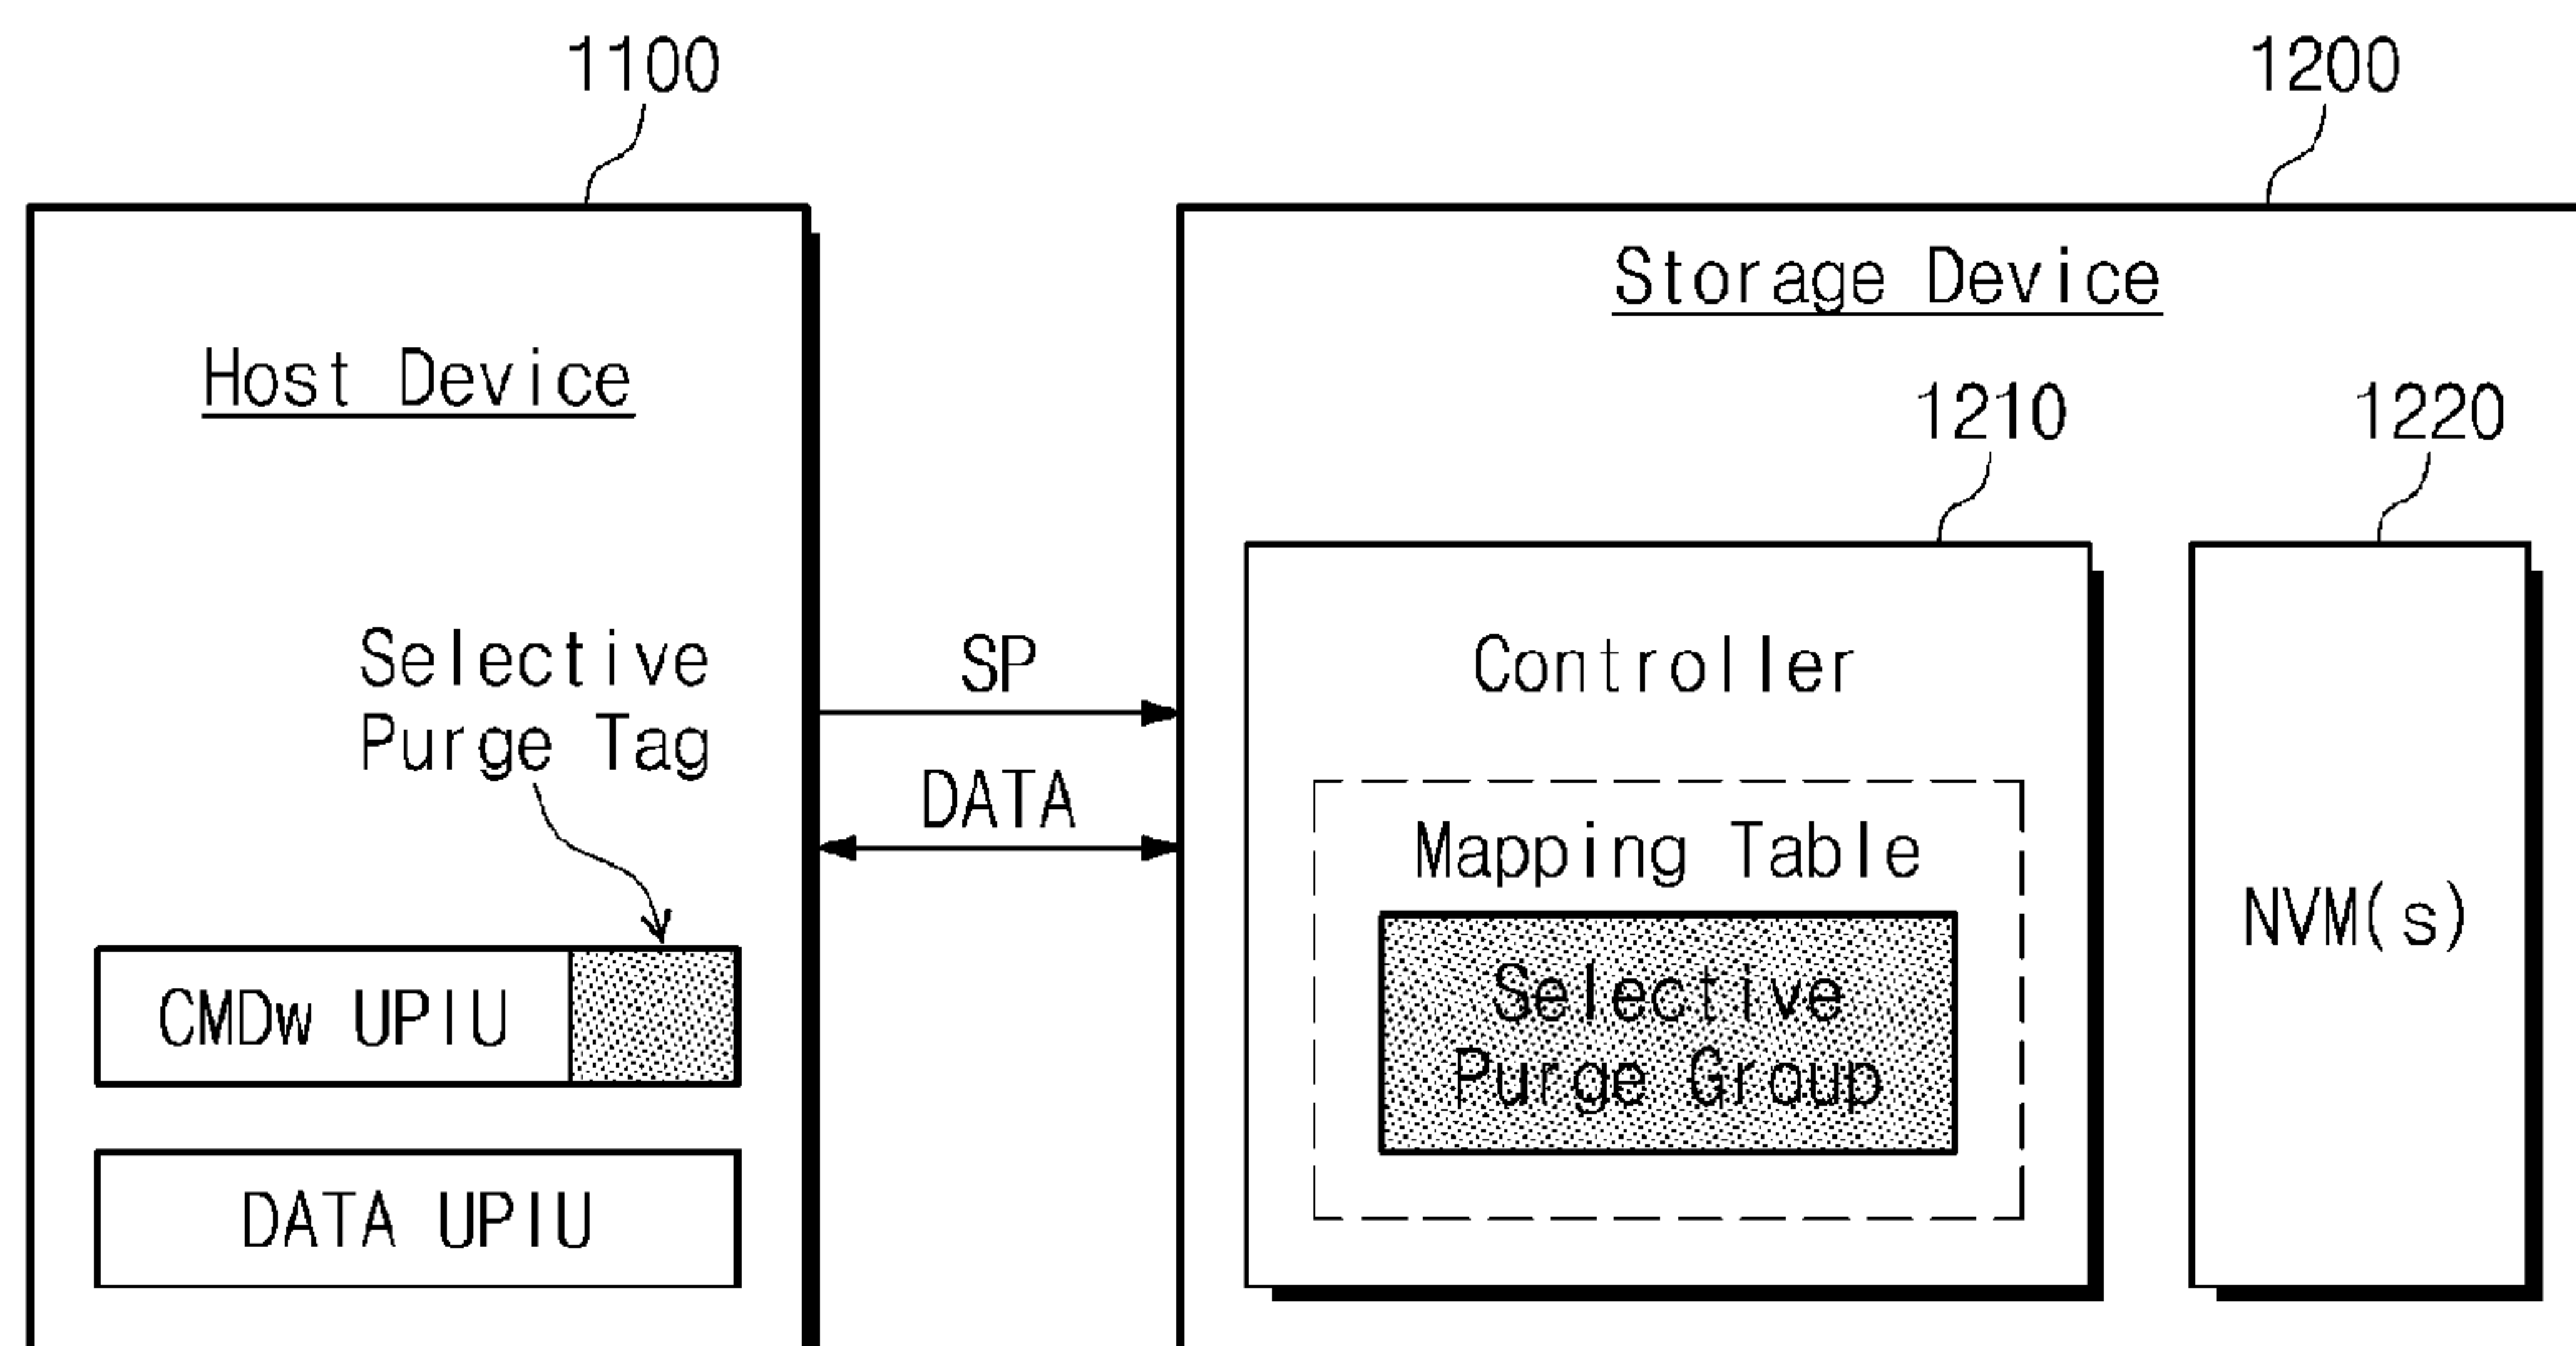 1100
1200
Storage Device
Host Device
1210
1220
Selective
Purge Tag
SP
DATA
Controller
Mapping Table
Selective
Purge Group
NVM(s)
CMDw UPIU
DATA UPIU